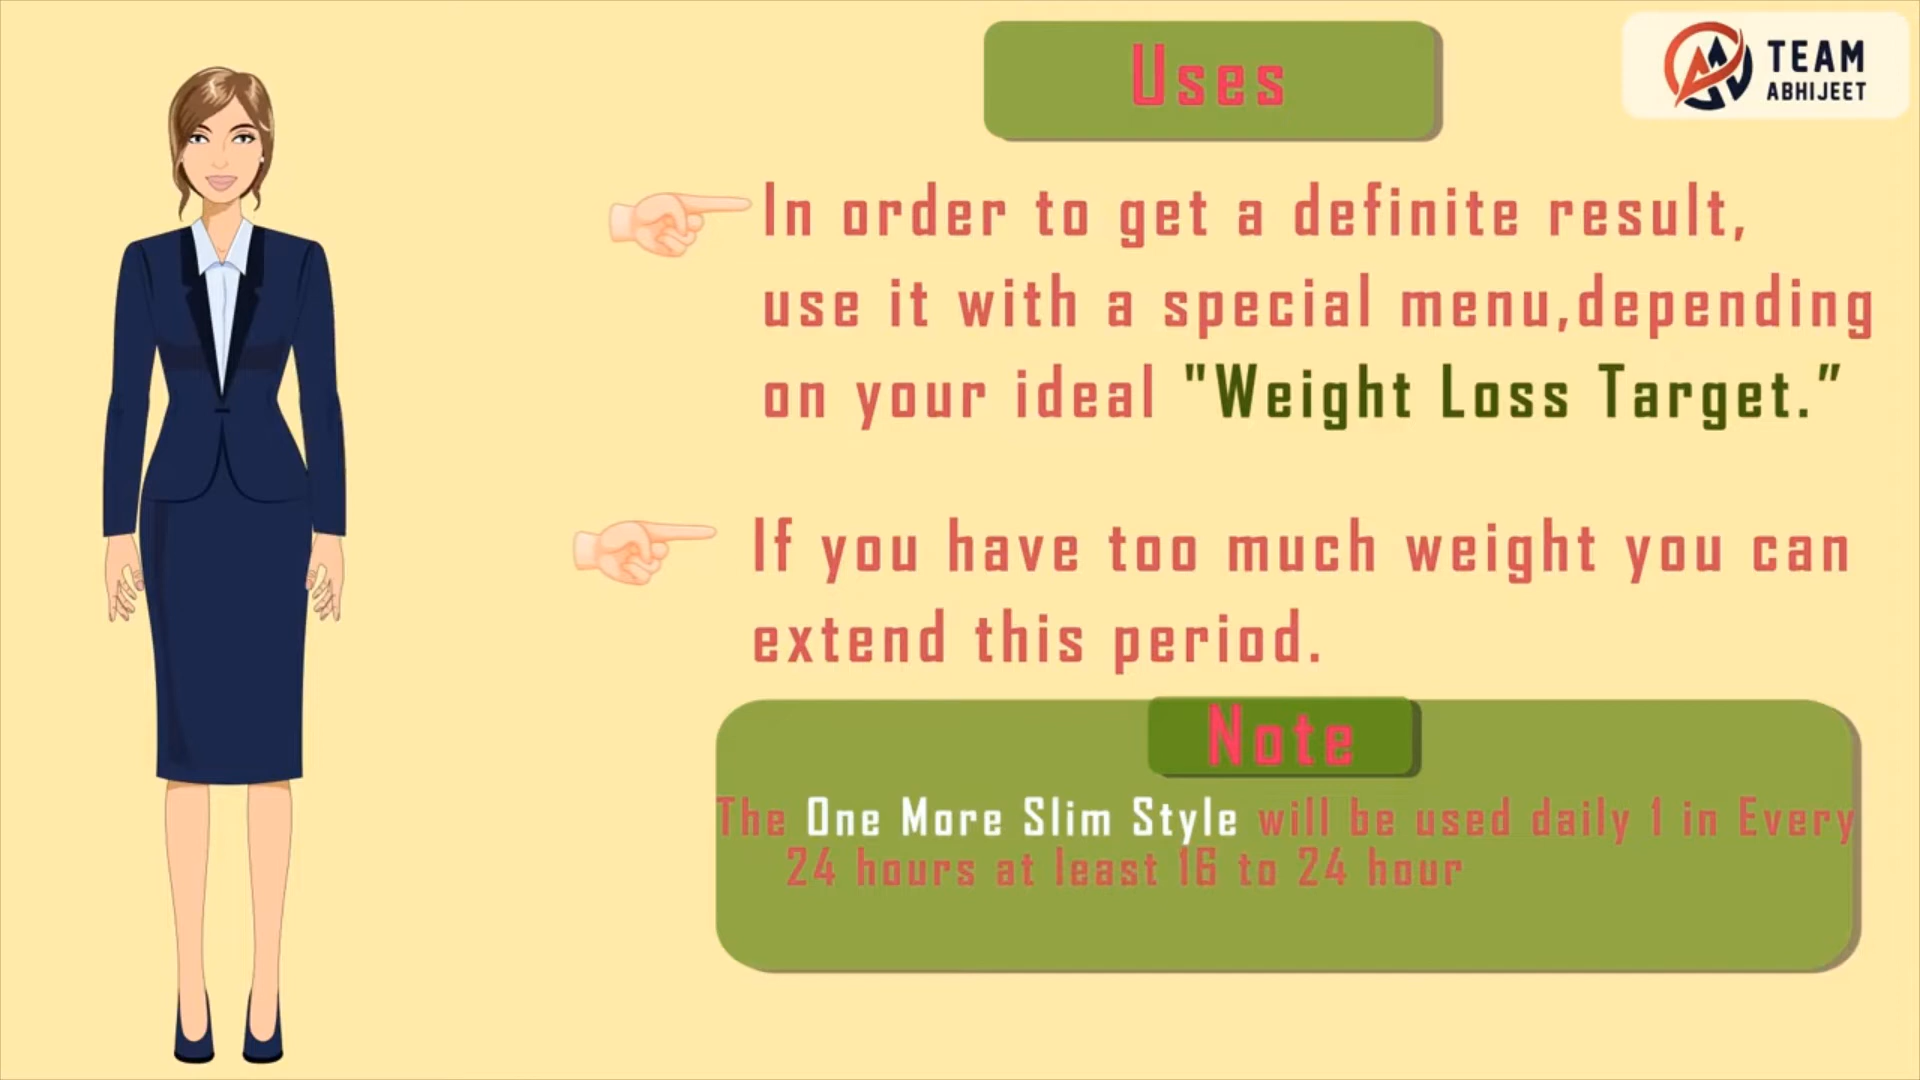 Uses
TEAM
ABHIJEET
In order to get a definite result,
use it with a special menu,depending
on your ideal "Weight Loss Target.”
If you have too much weight you can
extend this period.
Note
The One More Slim Style will be used daily 1 in Every
24 hours at least 16 to 24 hour